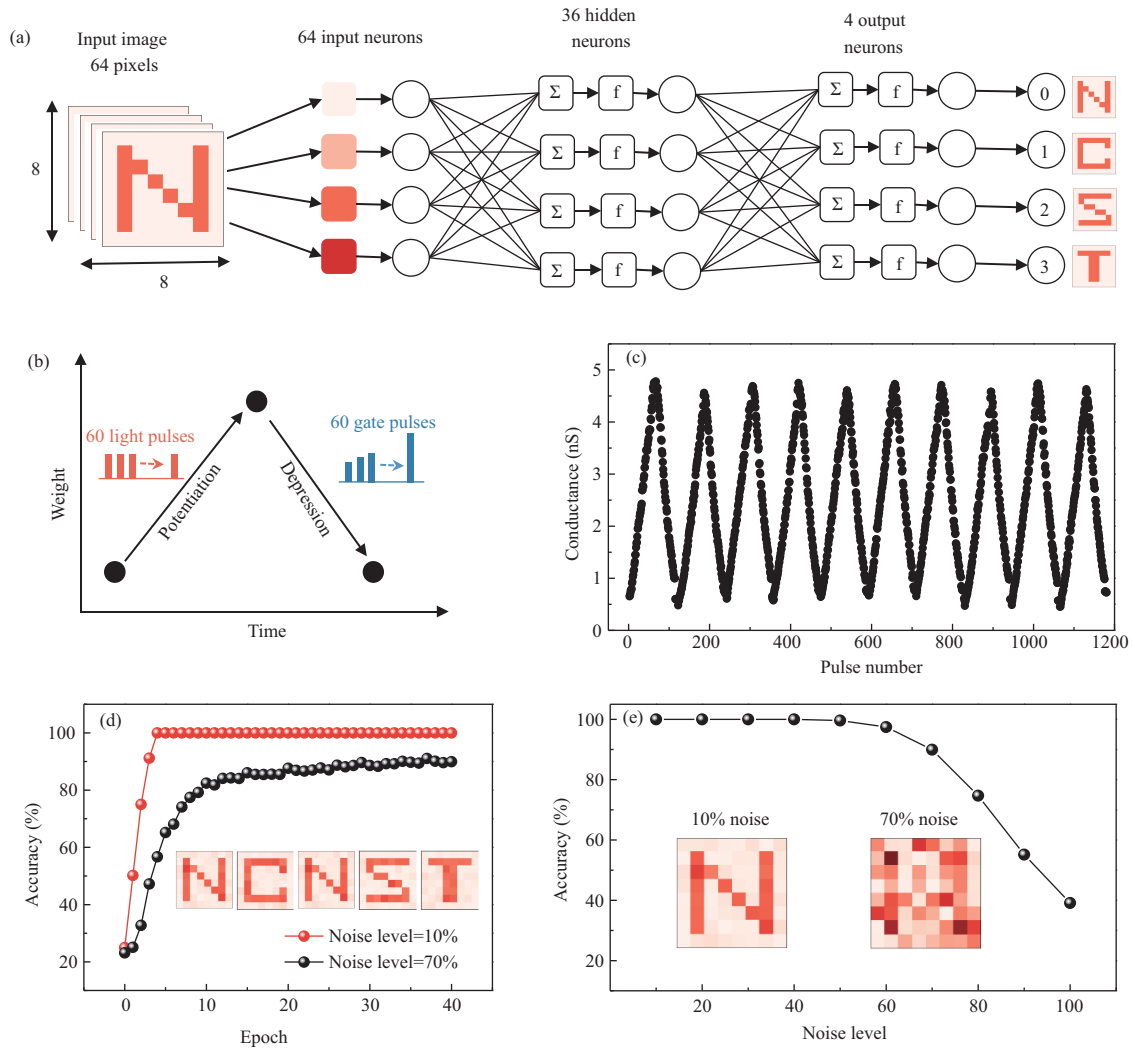 (a)
Input image
64 pixels
64 input neurons
36 hidden
neurons
4 output
neurons
8
8
Σ f Σ f 0
Σ f Σ f 1
Σ f Σ f 2
Σ f Σ f 3
(b)
60 light pulses
60 gate pulses
Potentiation
Depression
Weight
Time
(c)
5
4
3
2
1
0
Conductance (nS)
0 200 400 600 800 1000 1200
Pulse number
(d)
100
80
60
40
20
Accuracy (%)
Noise level=10%
Noise level=70%
0 10 20 30 40
Epoch
(e)
100
80
60
40
20
Accuracy (%)
10% noise 70% noise
20 40 60 80 100
Noise level